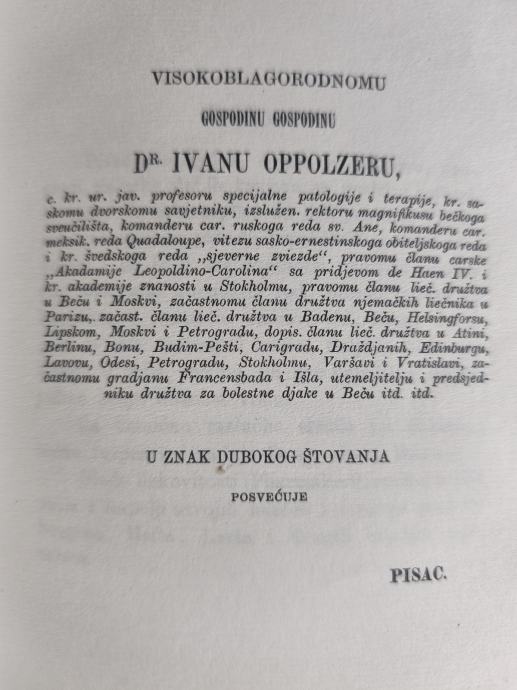 VISOKOBLAGORODNOMU
GOSPODINU GOSPODINU
DR. IVANU OPPOLZERU,
c. kr. ur. jav. profesoru specijalne patologije i terapije, kr. sa-
skomu dvorskomu savjetniku, izslužen. rektoru magnifikusu bečkoga
sveučilišta, komanderu car. ruskoga reda sv. Ane, komanderu car.
meksik. reda Quadaloupe, vitezu sasko-ernestinskoga obiteljskoga reda
i kr. švedskoga reda „sjeverne zviezde“, pravomu članu carske
„Akadamije Leopoldino-Carolina“ sa pridjevom de Haen IV. i
kr. akademije znanosti u Stokholmu, pravomu članu lieč. družtva
u Beču i Moskvi, začastnomu članu družtva njemačkih liečnika u
Parizu, začast. članu lieč. družtva u Badenu, Beču, Helsingforsu,
Lipskom, Moskvi i Petrogradu, dopis. članu lieč. družtva u Atini,
Berlinu, Bonu, Budim-Pešti, Carigradu, Draždjanih, Edinburgu,
Lavovu, Odesi, Petrogradu, Stokholmu, Varšavi i Vratislavi, za-
častnomu gradjanu Francensbada i Išla, utemeljitelju i predsjed-
niku družtva za bolestne djake u Beču itd. itd.
U ZNAK DUBOKOG ŠTOVANJA
POSVEĆUJE
PISAC.